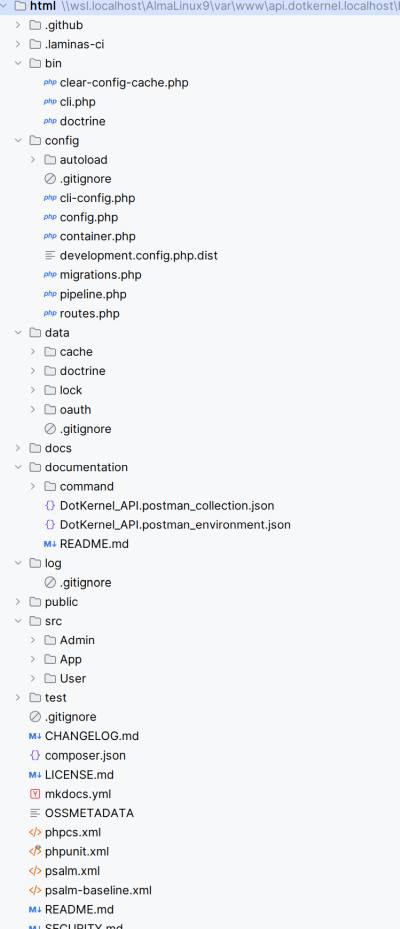 html \\wsl.localhost\AlmaLinux9\var\www\api.dotkernel.localhost\
.github
.laminas-ci
bin
php clear-config-cache.php
php cli.php
php doctrine
config
autoload
.gitignore
php cli-config.php
php config.php
php container.php
development.config.php.dist
php migrations.php
php pipeline.php
php routes.php
data
cache
doctrine
lock
oauth
.gitignore
docs
documentation
command
{} DotKernel_API.postman_collection.json
{} DotKernel_API.postman_environment.json
M↓ README.md
log
.gitignore
public
src
Admin
App
User
test
.gitignore
M↓ CHANGELOG.md
{} composer.json
M↓ LICENSE.md
Y mkdocs.yml
OSSMETADATA
</> phpcs.xml
</> phpunit.xml
</> psalm.xml
</> psalm-baseline.xml
M↓ README.md
M↓ SECURITY.md